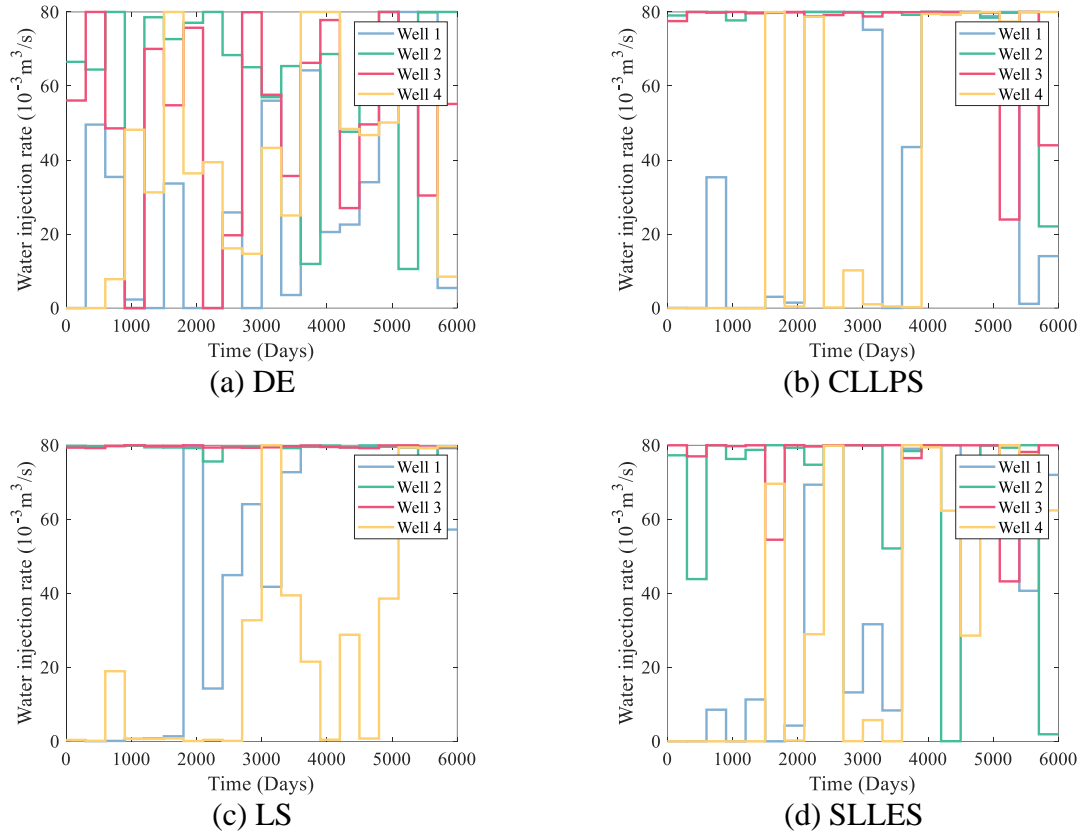 80
60
40
20
0
Water injection rate (10⁻³m³/s)
Well 1
Well 2
Well 3
Well 4
0 1000 2000 3000 4000 5000 6000
Time (Days)
(a) DE
80
60
40
20
0
Water injection rate (10⁻³m³/s)
Well 1
Well 2
Well 3
Well 4
0 1000 2000 3000 4000 5000 6000
Time (Days)
(b) CLLPS
80
60
40
20
0
Water injection rate (10⁻³m³/s)
Well 1
Well 2
Well 3
Well 4
0 1000 2000 3000 4000 5000 6000
Time (Days)
(c) LS
80
60
40
20
0
Water injection rate (10⁻³m³/s)
Well 1
Well 2
Well 3
Well 4
0 1000 2000 3000 4000 5000 6000
Time (Days)
(d) SLLES